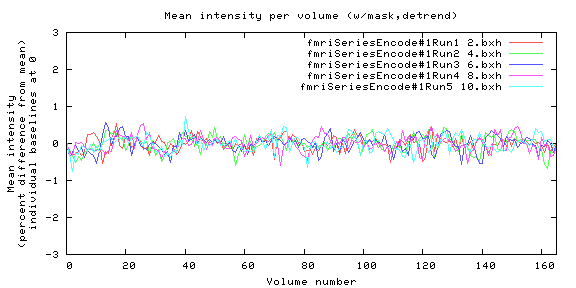 Mean intensity per volume (w/mask,detrend)
fmriSeriesEncode#1Run1 2.bxh
fmriSeriesEncode#1Run2 4.bxh
fmriSeriesEncode#1Run3 6.bxh
fmriSeriesEncode#1Run4 8.bxh
fmriSeriesEncode#1Run5 10.bxh
Mean intensity
(percent difference from mean)
individual baselines at 0
3
2
1
0
-1
-2
-3
0 20 40 60 80 100 120 140 160
Volume number